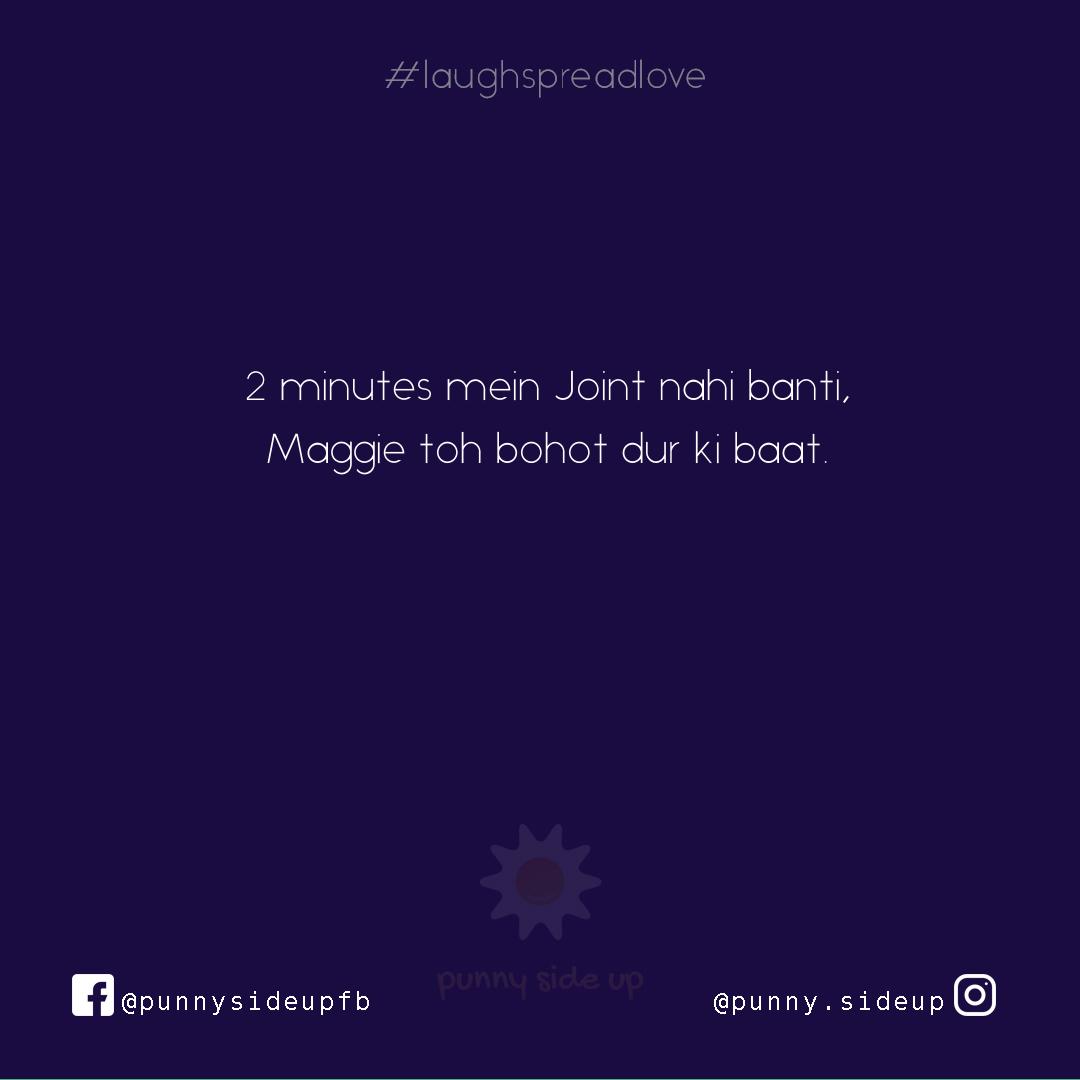 #laughspreadlove
2 minutes mein Joint nahi banti,
Maggie toh bohot dur ki baat.
punny side up
@punnysideupfb
@punny.sideup